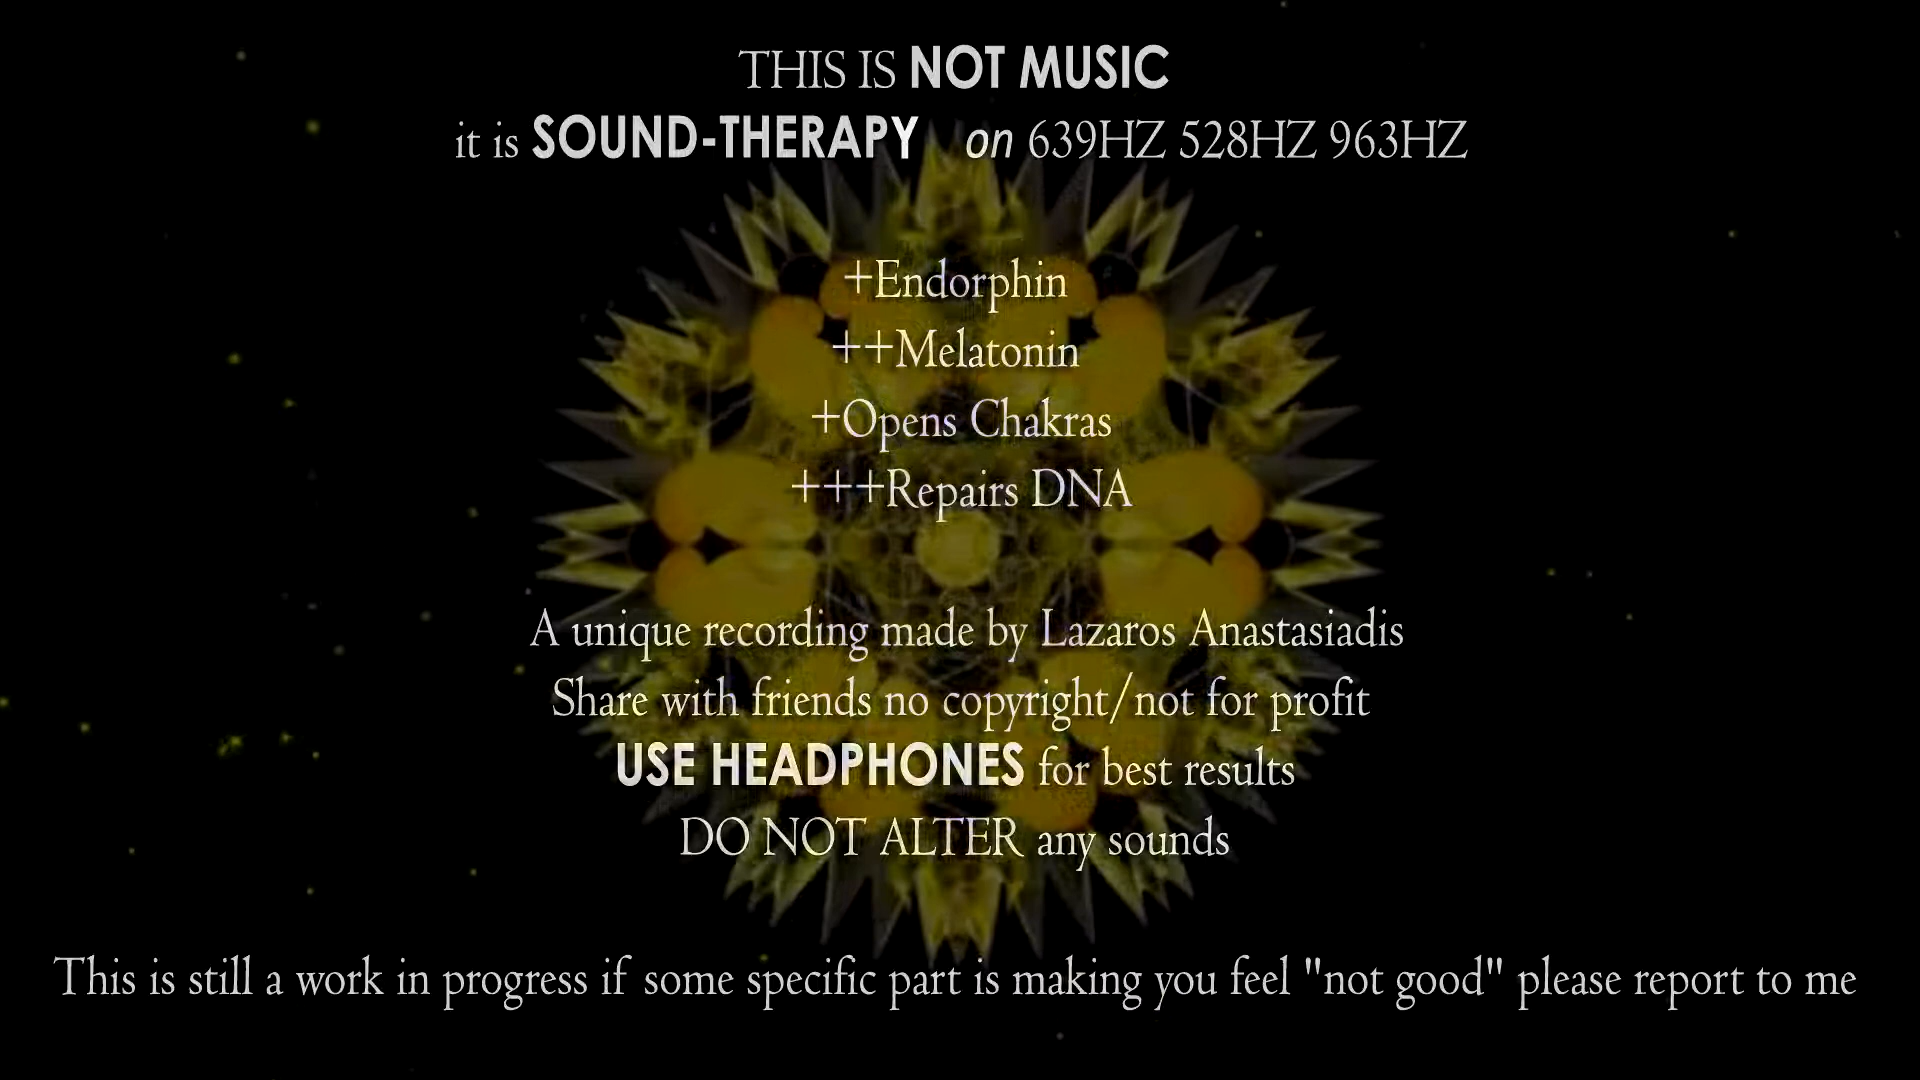 THIS IS NOT MUSIC
it is SOUND-THERAPY on 639HZ 528HZ 963HZ
+Endorphin
++Melatonin
+Opens Chakras
+++Repairs DNA
A unique recording made by Lazaros Anastasiadis
Share with friends no copyright/not for profit
USE HEADPHONES for best results
DO NOT ALTER any sounds
This is still a work in progress if some specific part is making you feel "not good" please report to me